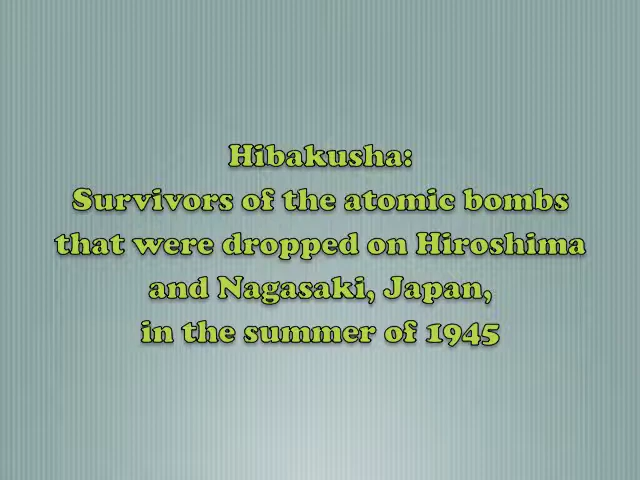 Hibakusha:
Survivors of the atomic bombs
that were dropped on Hiroshima
and Nagasaki, Japan,
in the summer of 1945